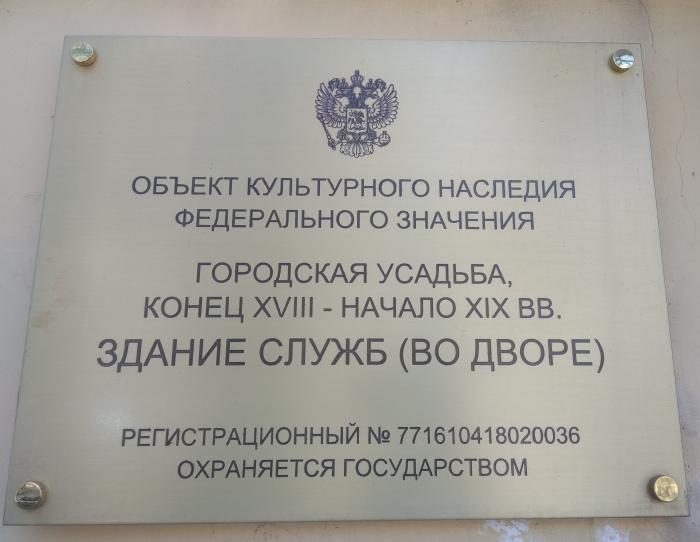 ОБЪЕКТ КУЛЬТУРНОГО НАСЛЕДИЯ
ФЕДЕРАЛЬНОГО ЗНАЧЕНИЯ
ГОРОДСКАЯ УСАДЬБА,
КОНЕЦ XVIII - НАЧАЛО XIX ВВ.
ЗДАНИЕ СЛУЖБ (ВО ДВОРЕ)
РЕГИСТРАЦИОННЫЙ № 771610418020036
ОХРАНЯЕТСЯ ГОСУДАРСТВОМ